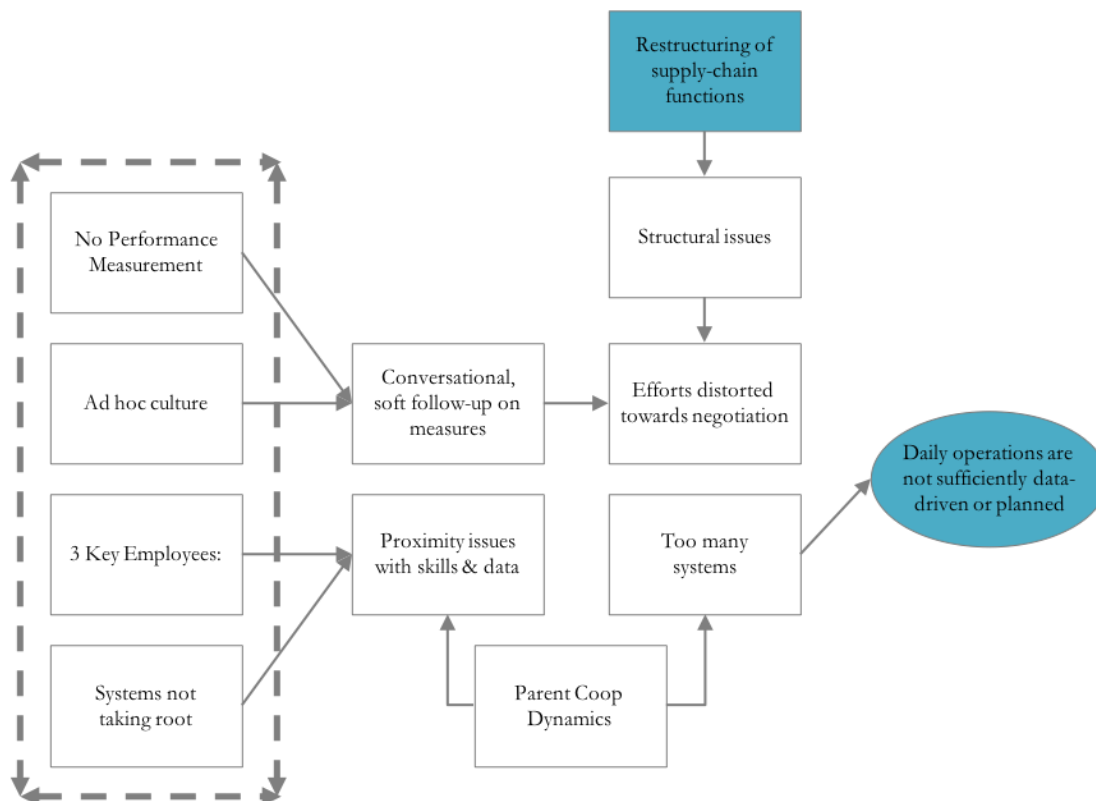 Restructuring of
supply-chain
functions
No Performance
Measurement
Structural issues
Ad hoc culture
Conversational,
soft follow-up on
measures
Efforts distorted
towards negotiation
Daily operations are
not sufficiently data-
driven or planned
3 Key Employees:
Proximity issues
with skills & data
Too many
systems
Systems not
taking root
Parent Coop
Dynamics